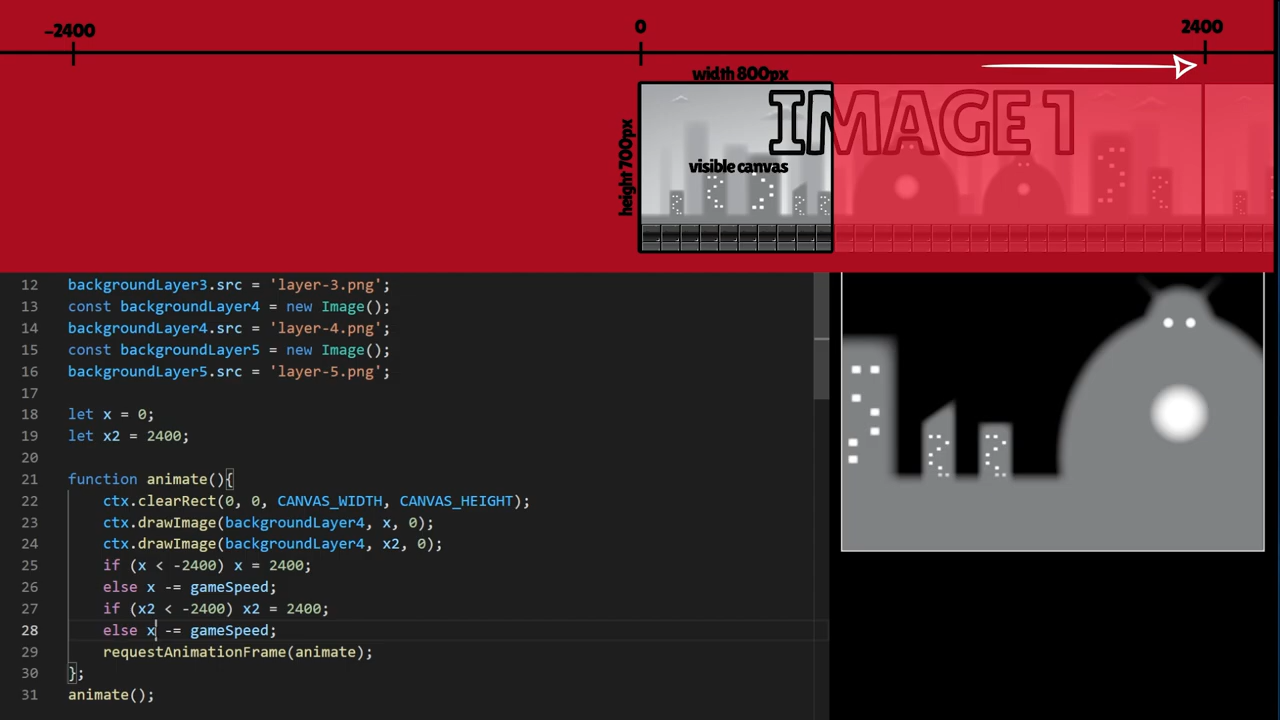 -2400
0
2400
width 800px
IMAGE 1
height 700px
visible canvas
12 backgroundLayer3.src = 'layer-3.png';
13 const backgroundLayer4 = new Image();
14 backgroundLayer4.src = 'layer-4.png';
15 const backgroundLayer5 = new Image();
16 backgroundLayer5.src = 'layer-5.png';
17
18 let x = 0;
19 let x2 = 2400;
20
21 function animate(){
22 ctx.clearRect(0, 0, CANVAS_WIDTH, CANVAS_HEIGHT);
23 ctx.drawImage(backgroundLayer4, x, 0);
24 ctx.drawImage(backgroundLayer4, x2, 0);
25 if (x < -2400) x = 2400;
26 else x -= gameSpeed;
27 if (x2 < -2400) x2 = 2400;
28 else x -= gameSpeed;
29 requestAnimationFrame(animate);
30 };
31 animate();